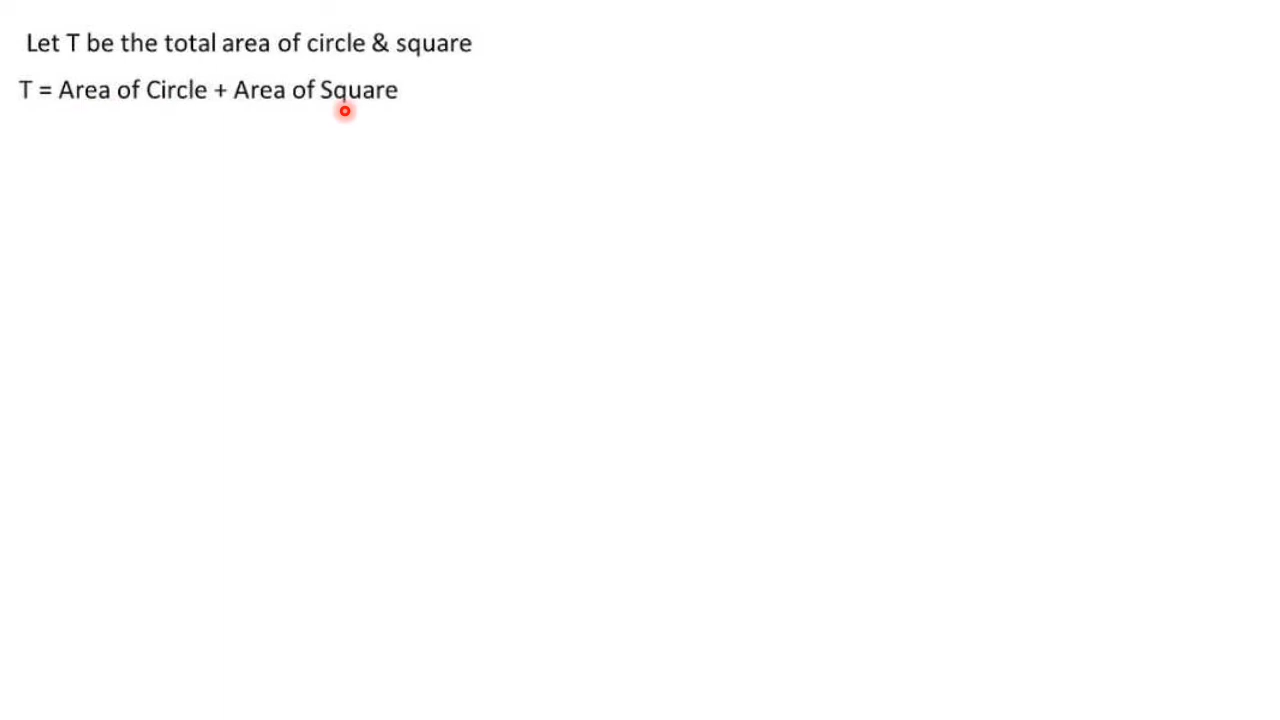 Let T be the total area of circle & square
T = Area of Circle + Area of Square